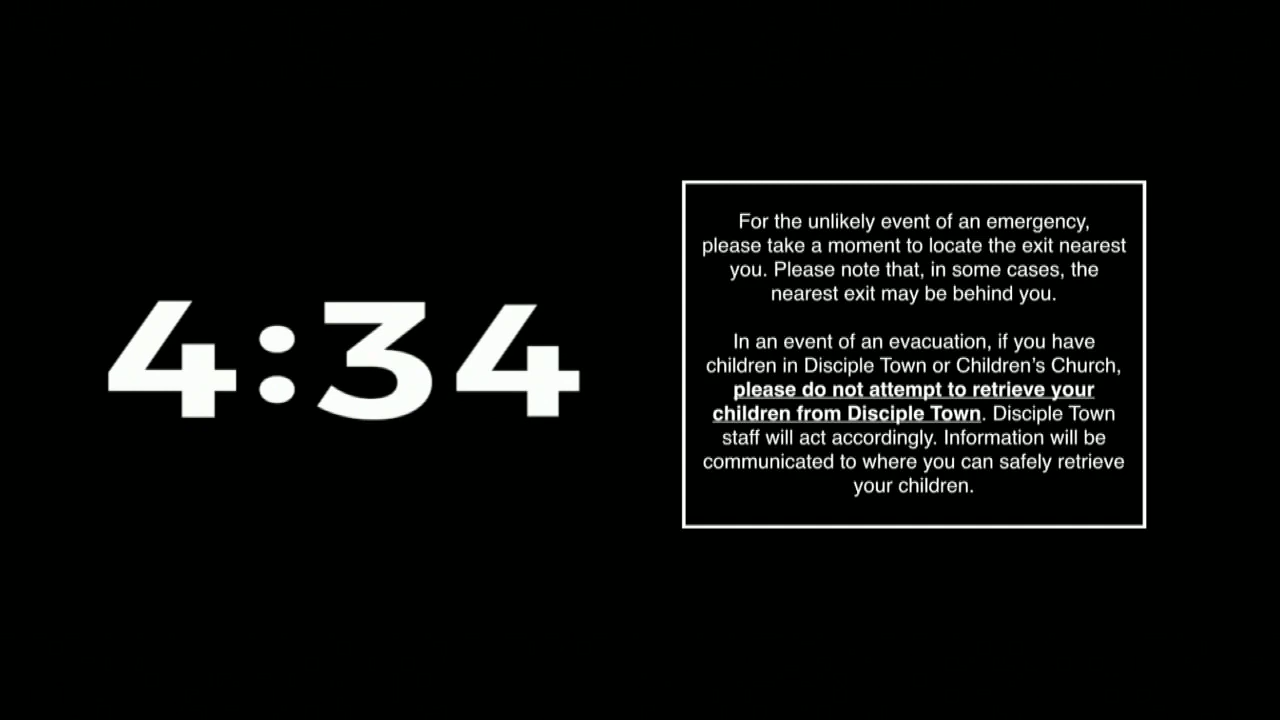 4:34
For the unlikely event of an emergency,
please take a moment to locate the exit nearest
you. Please note that, in some cases, the
nearest exit may be behind you.
In an event of an evacuation, if you have
children in Disciple Town or Children's Church,
please do not attempt to retrieve your
children from Disciple Town. Disciple Town
staff will act accordingly. Information will be
communicated to where you can safely retrieve
your children.